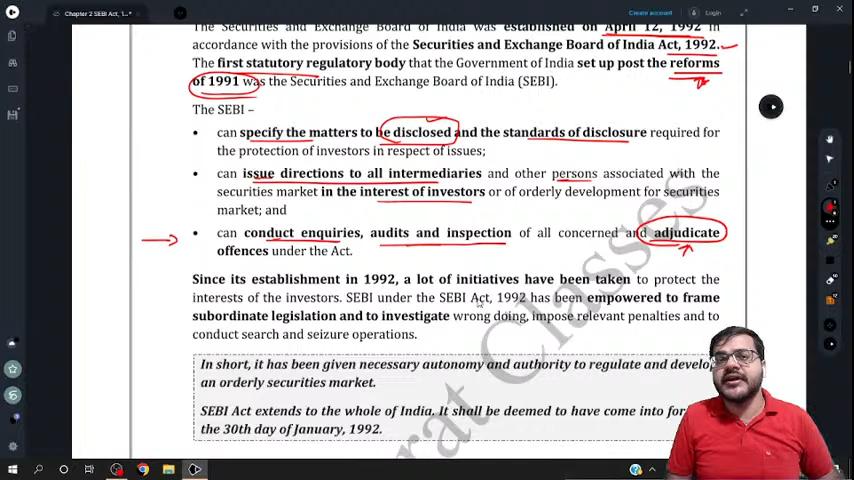 Chapter 2 SEBI Act, 1...*
Create account
Login
The Securities and Exchange Board of India was established on April 12, 1992 in
accordance with the provisions of the Securities and Exchange Board of India Act, 1992.
The first statutory regulatory body that the Government of India set up post the reforms
of 1991 was the Securities and Exchange Board of India (SEBI).
The SEBI –
• can specify the matters to be disclosed and the standards of disclosure required for
the protection of investors in respect of issues;
• can issue directions to all intermediaries and other persons associated with the
securities market in the interest of investors or of orderly development for securities
market; and
• can conduct enquiries, audits and inspection of all concerned and adjudicate
offences under the Act.
Since its establishment in 1992, a lot of initiatives have been taken to protect the
interests of the investors. SEBI under the SEBI Act, 1992 has been empowered to frame
subordinate legislation and to investigate wrong doing, impose relevant penalties and to
conduct search and seizure operations.
In short, it has been given necessary autonomy and authority to regulate and develop
an orderly securities market.
SEBI Act extends to the whole of India. It shall be deemed to have come into for
the 30th day of January, 1992.
rat Classes